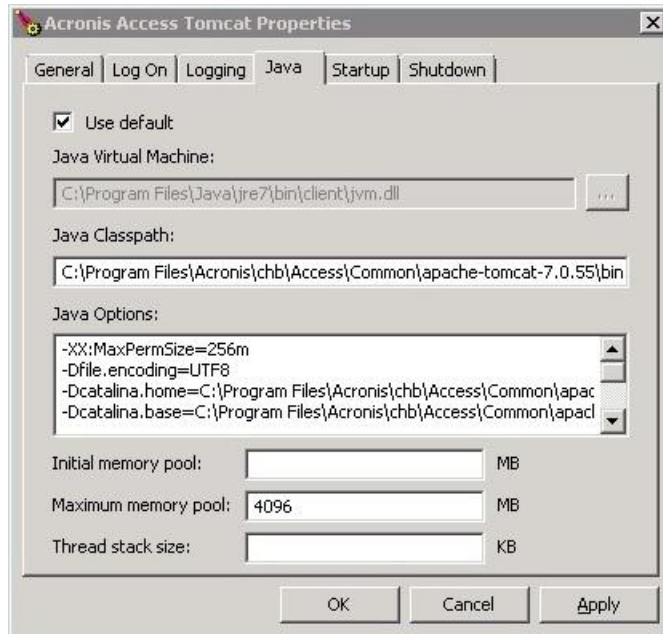 Acronis Access Tomcat Properties
General Log On Logging Java Startup Shutdown
Use default
Java Virtual Machine:
C:\Program Files\Java\jre7\bin\client\jvm.dll
...
Java Classpath:
C:\Program Files\Acronis\chb\Access\Common\apache-tomcat-7.0.55\bin
Java Options:
-XX:MaxPermSize=256m
-Dfile.encoding=UTF8
-Dcatalina.home=C:\Program Files\Acronis\chb\Access\Common\apac
-Dcatalina.base=C:\Program Files\Acronis\chb\Access\Common\apacl
Initial memory pool: MB
Maximum memory pool: 4096 MB
Thread stack size: KB
OK Cancel Apply